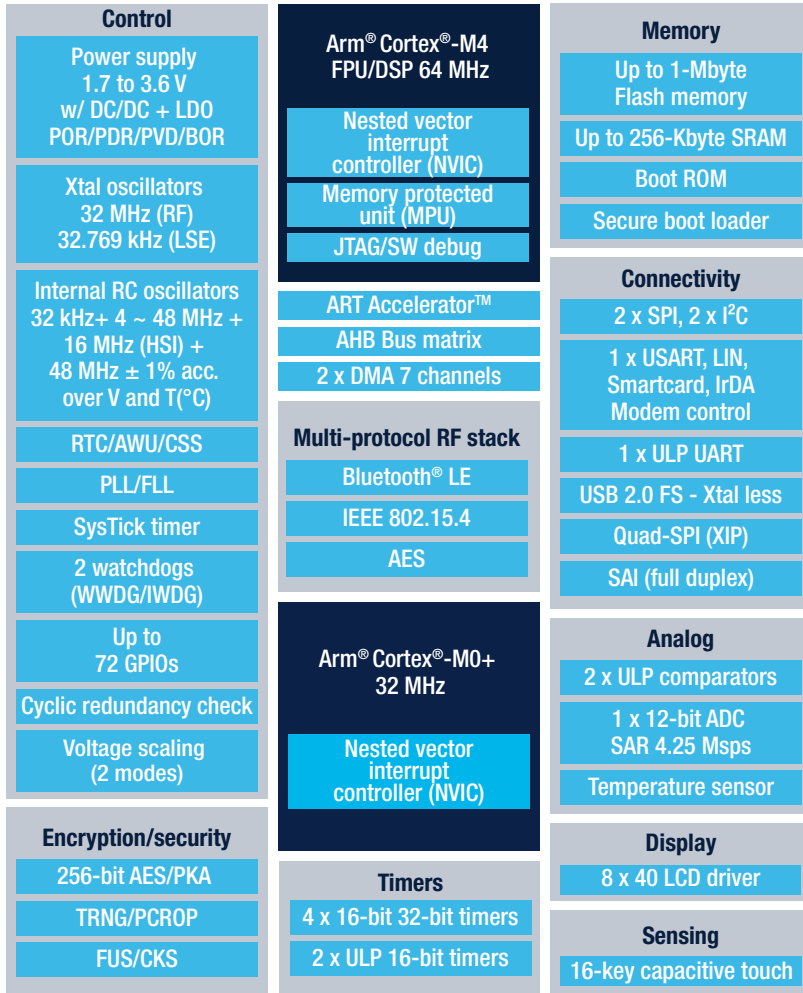 Control
Power supply
1.7 to 3.6 V
w/ DC/DC + LDO
POR/PDR/PVD/BOR
Xtal oscillators
32 MHz (RF)
32.769 kHz (LSE)
Internal RC oscillators
32 kHz+ 4 ~ 48 MHz +
16 MHz (HSI) +
48 MHz ± 1% acc.
over V and T(°C)
RTC/AWU/CSS
PLL/FLL
SysTick timer
2 watchdogs
(WWDG/IWDG)
Up to
72 GPIOs
Cyclic redundancy check
Voltage scaling
(2 modes)
Encryption/security
256-bit AES/PKA
TRNG/PCROP
FUS/CKS
Arm® Cortex®-M4
FPU/DSP 64 MHz
Nested vector
interrupt
controller (NVIC)
Memory protected
unit (MPU)
JTAG/SW debug
ART Accelerator™
AHB Bus matrix
2 x DMA 7 channels
Multi-protocol RF stack
Bluetooth® LE
IEEE 802.15.4
AES
Arm® Cortex®-M0+
32 MHz
Nested vector
interrupt
controller (NVIC)
Timers
4 x 16-bit 32-bit timers
2 x ULP 16-bit timers
Memory
Up to 1-Mbyte
Flash memory
Up to 256-Kbyte SRAM
Boot ROM
Secure boot loader
Connectivity
2 x SPI, 2 x I²C
1 x USART, LIN,
Smartcard, IrDA
Modem control
1 x ULP UART
USB 2.0 FS - Xtal less
Quad-SPI (XIP)
SAI (full duplex)
Analog
2 x ULP comparators
1 x 12-bit ADC
SAR 4.25 Msps
Temperature sensor
Display
8 x 40 LCD driver
Sensing
16-key capacitive touch